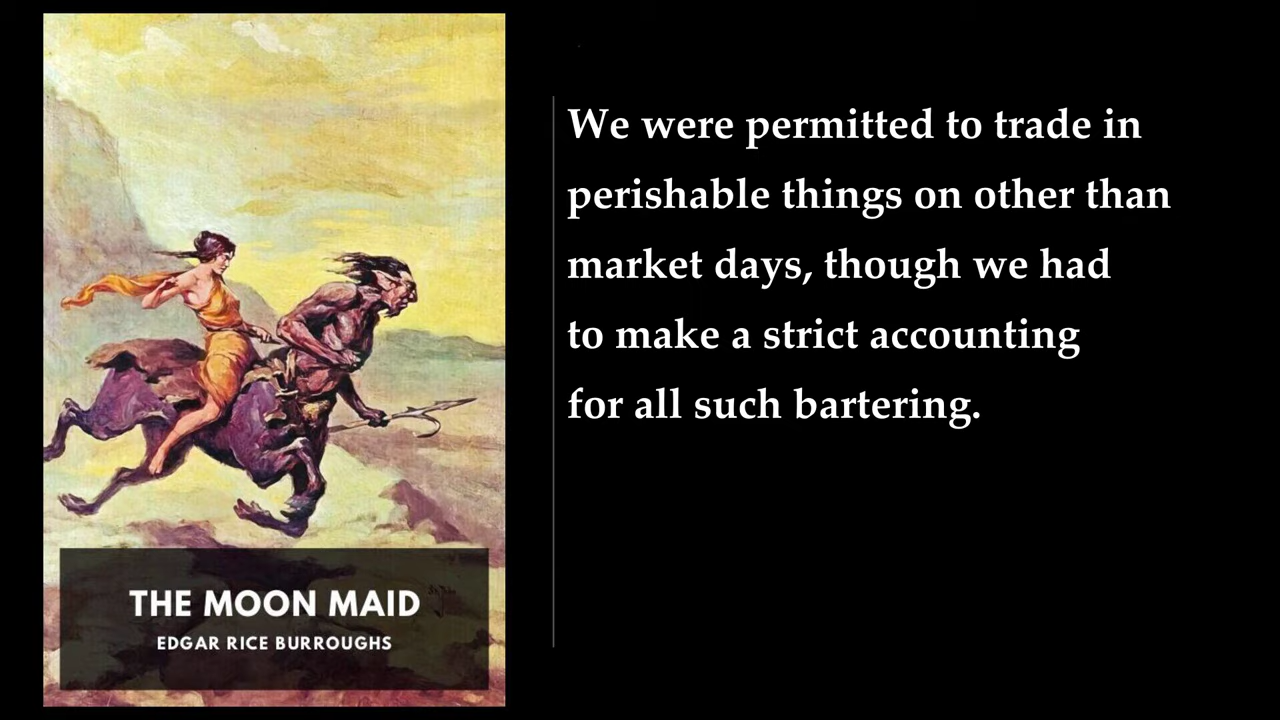 We were permitted to trade in
perishable things on other than
market days, though we had
to make a strict accounting
for all such bartering.
THE MOON MAID
EDGAR RICE BURROUGHS